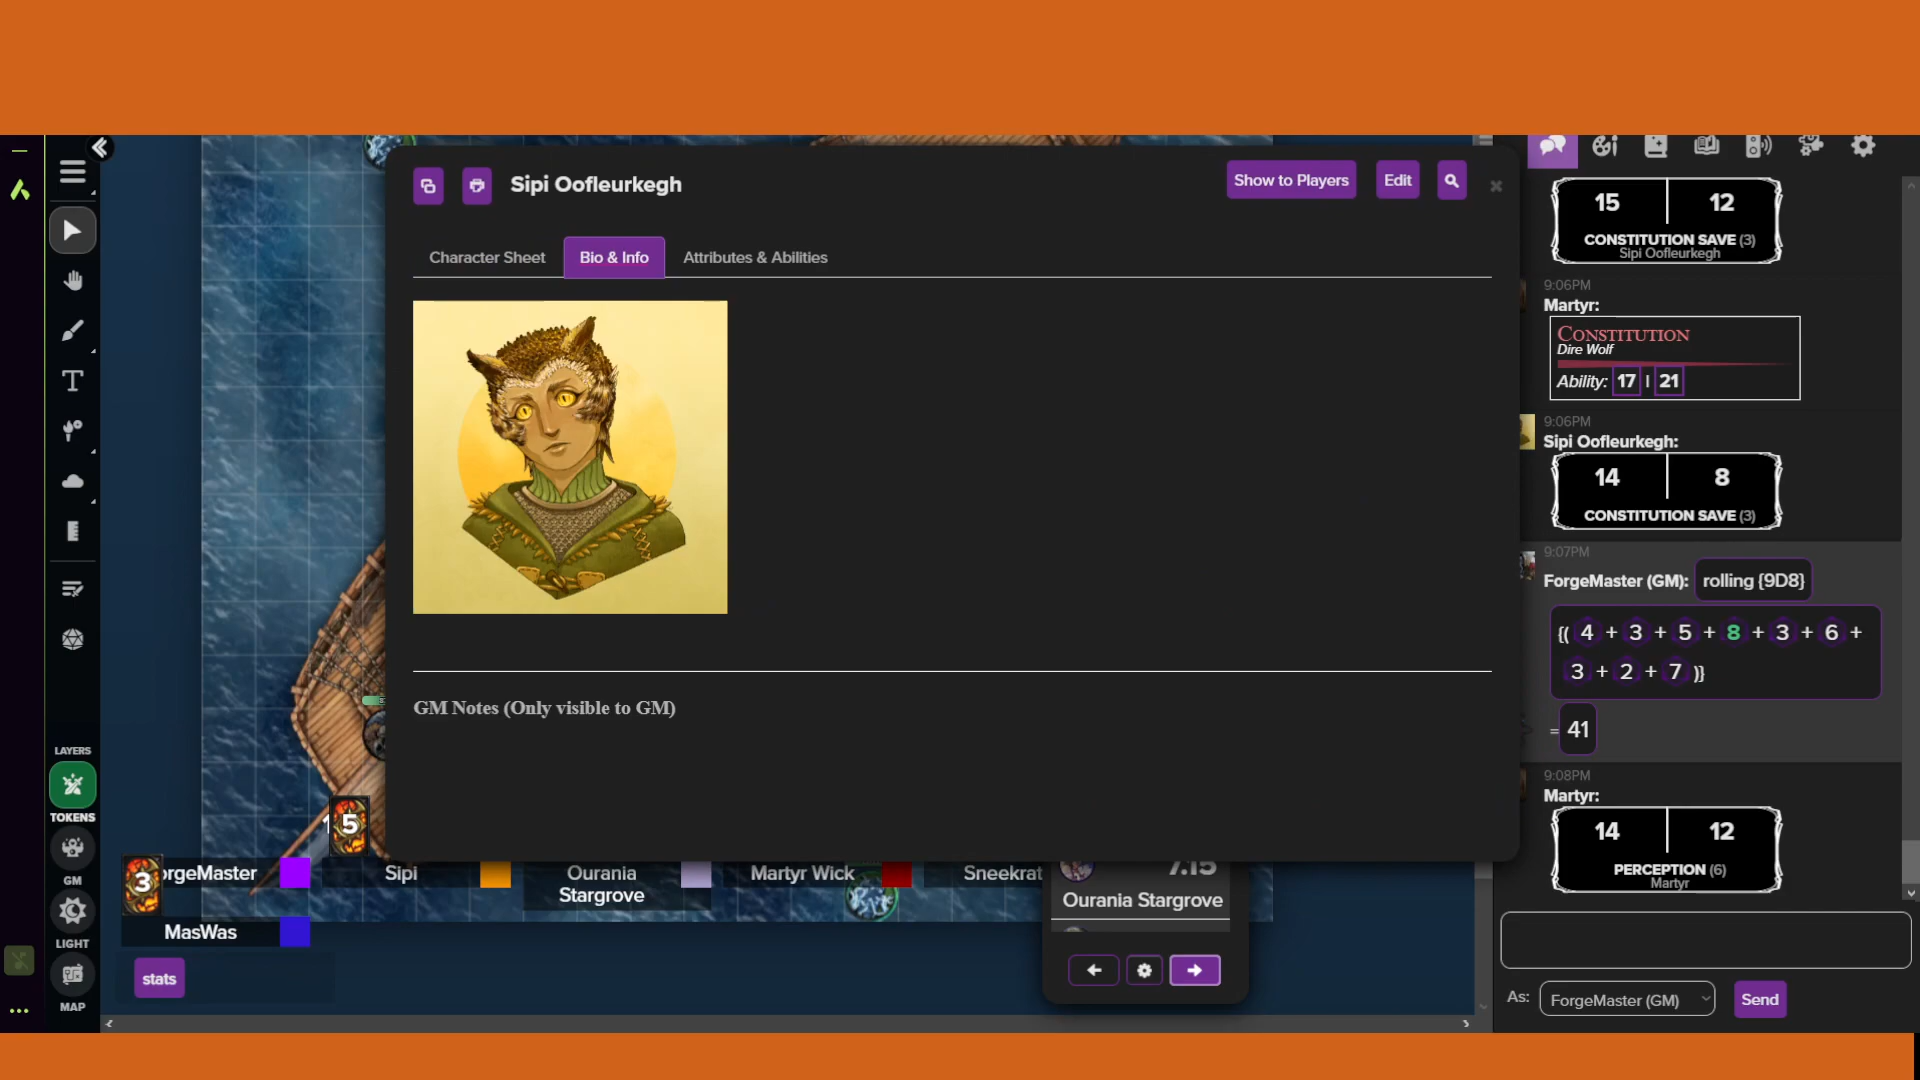 Sipi Oofleurkegh
Show to Players
Edit
Character Sheet
Bio & Info
Attributes & Abilities
GM Notes (Only visible to GM)
LAYERS
TOKENS
GM
LIGHT
MAP
5
3
orgeMaster
Sipi
Ourania
Stargrove
Martyr Wick
Sneekrat
MasWas
stats
7.15
Ourania Stargrove
15
12
CONSTITUTION SAVE (3)
Sipi Oofleurkegh
9:06PM
Martyr:
CONSTITUTION
Dire Wolf
Ability: 17 | 21
9:06PM
Sipi Oofleurkegh:
14
8
CONSTITUTION SAVE (3)
9:07PM
ForgeMaster (GM): rolling {9D8}
{( 4 + 3 + 5 + 8 + 3 + 6 +
3 + 2 + 7 )}
= 41
9:08PM
Martyr:
14
12
PERCEPTION (6)
Martyr
As: ForgeMaster (GM)
Send